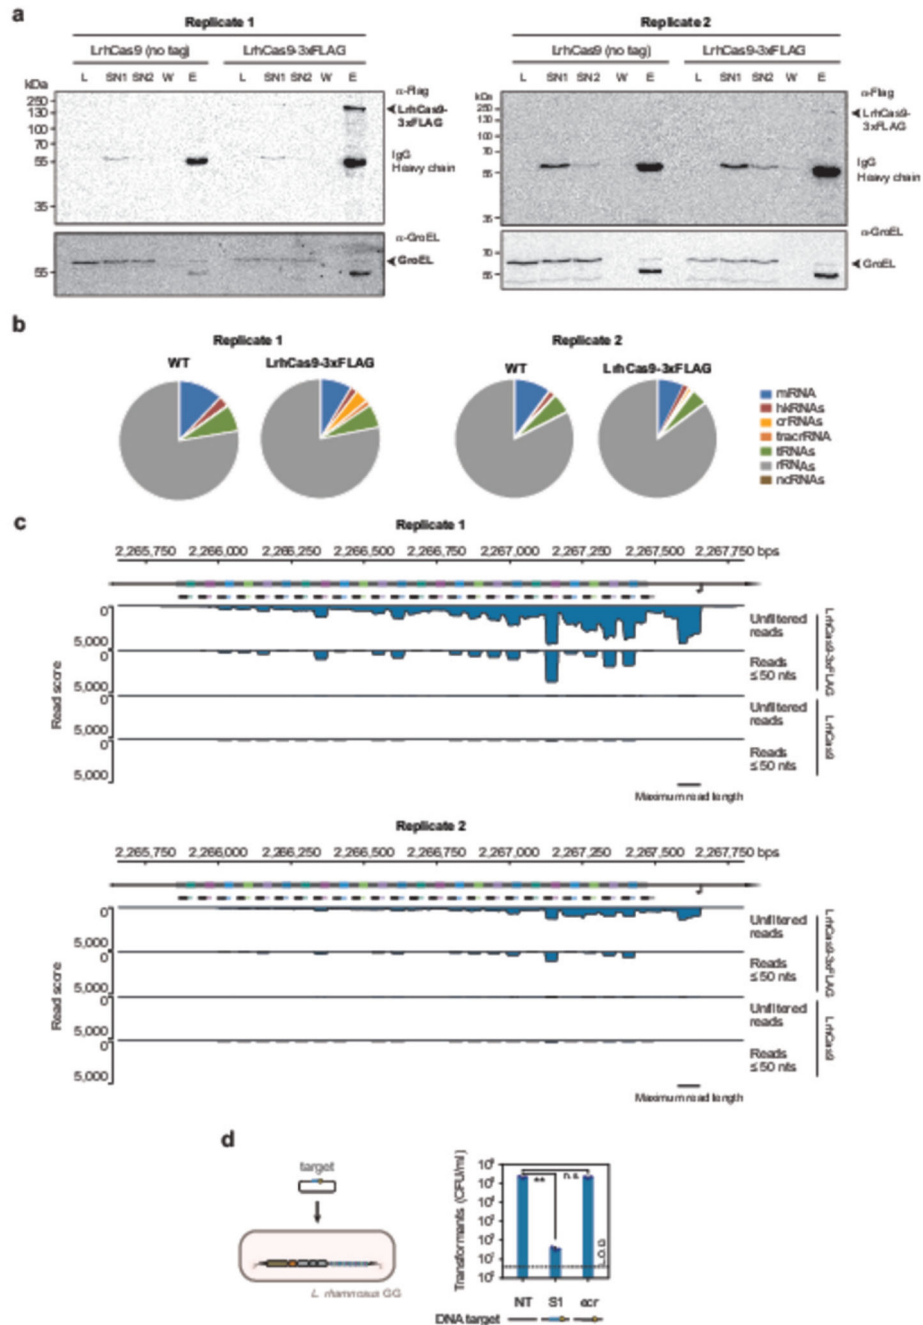 a
Replicate 1
LrhCas9 (no tag) LrhCas9-3xFLAG
L SN1 SN2 W E L SN1 SN2 W E
kDa
250
130
100
70
55
35
α-Flag
LrhCas9-
3xFLAG
IgG
Heavy chain
α-GroEL
GroEL
55
Replicate 2
LrhCas9 (no tag) LrhCas9-3xFLAG
L SN1 SN2 W E L SN1 SN2 W E
kDa
250
130
100
70
55
35
α-Flag
LrhCas9-
3xFLAG
IgG
Heavy chain
α-GroEL
GroEL
70
55
b
Replicate 1
WT LrhCas9-3xFLAG
Replicate 2
WT LrhCas9-3xFLAG
mRNA
hkRNAs
crRNAs
tracrRNA
tRNAs
rRNAs
ncRNAs
c
Replicate 1
2,265,750 2,266,000 2,266,250 2,266,500 2,266,750 2,267,000 2,267,250 2,267,500 2,267,750 bps
Read score
0
5,000
0
5,000
0
5,000
0
5,000
Unfiltered
reads
Reads
≤50 nts
Unfiltered
reads
Reads
≤50 nts
LrhCas9-3xFLAG
LrhCas9
Maximum read length
Replicate 2
2,265,750 2,266,000 2,266,250 2,266,500 2,266,750 2,267,000 2,267,250 2,267,500 2,267,750 bps
Read score
0
5,000
0
5,000
0
5,000
0
5,000
Unfiltered
reads
Reads
≤50 nts
Unfiltered
reads
Reads
≤50 nts
LrhCas9-3xFLAG
LrhCas9
Maximum read length
d
target
L. rhamnosus GG
Transformants (CFU/ml)
** n.s.
L.O.D.
NT S1
DNA target